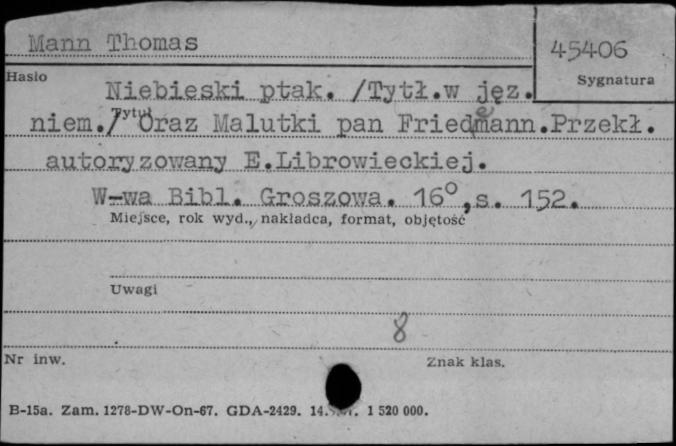 Mann Thomas
45406
Hasło
Sygnatura
Niebieski ptak. /Tytł.w jęz.
Tytuł
niem./ Oraz Malutki pan Friedemann.Przekł.
autoryzowany E.Librowieckiej.
W-wa Bibl. Groszowa. 16°,s. 152.
Miejsce, rok wyd., nakładca, format, objętość
Uwagi
8
Nr inw.
Znak klas.
B-15a. Zam. 1278-DW-On-67. GDA-2429. 14. 1 520 000.